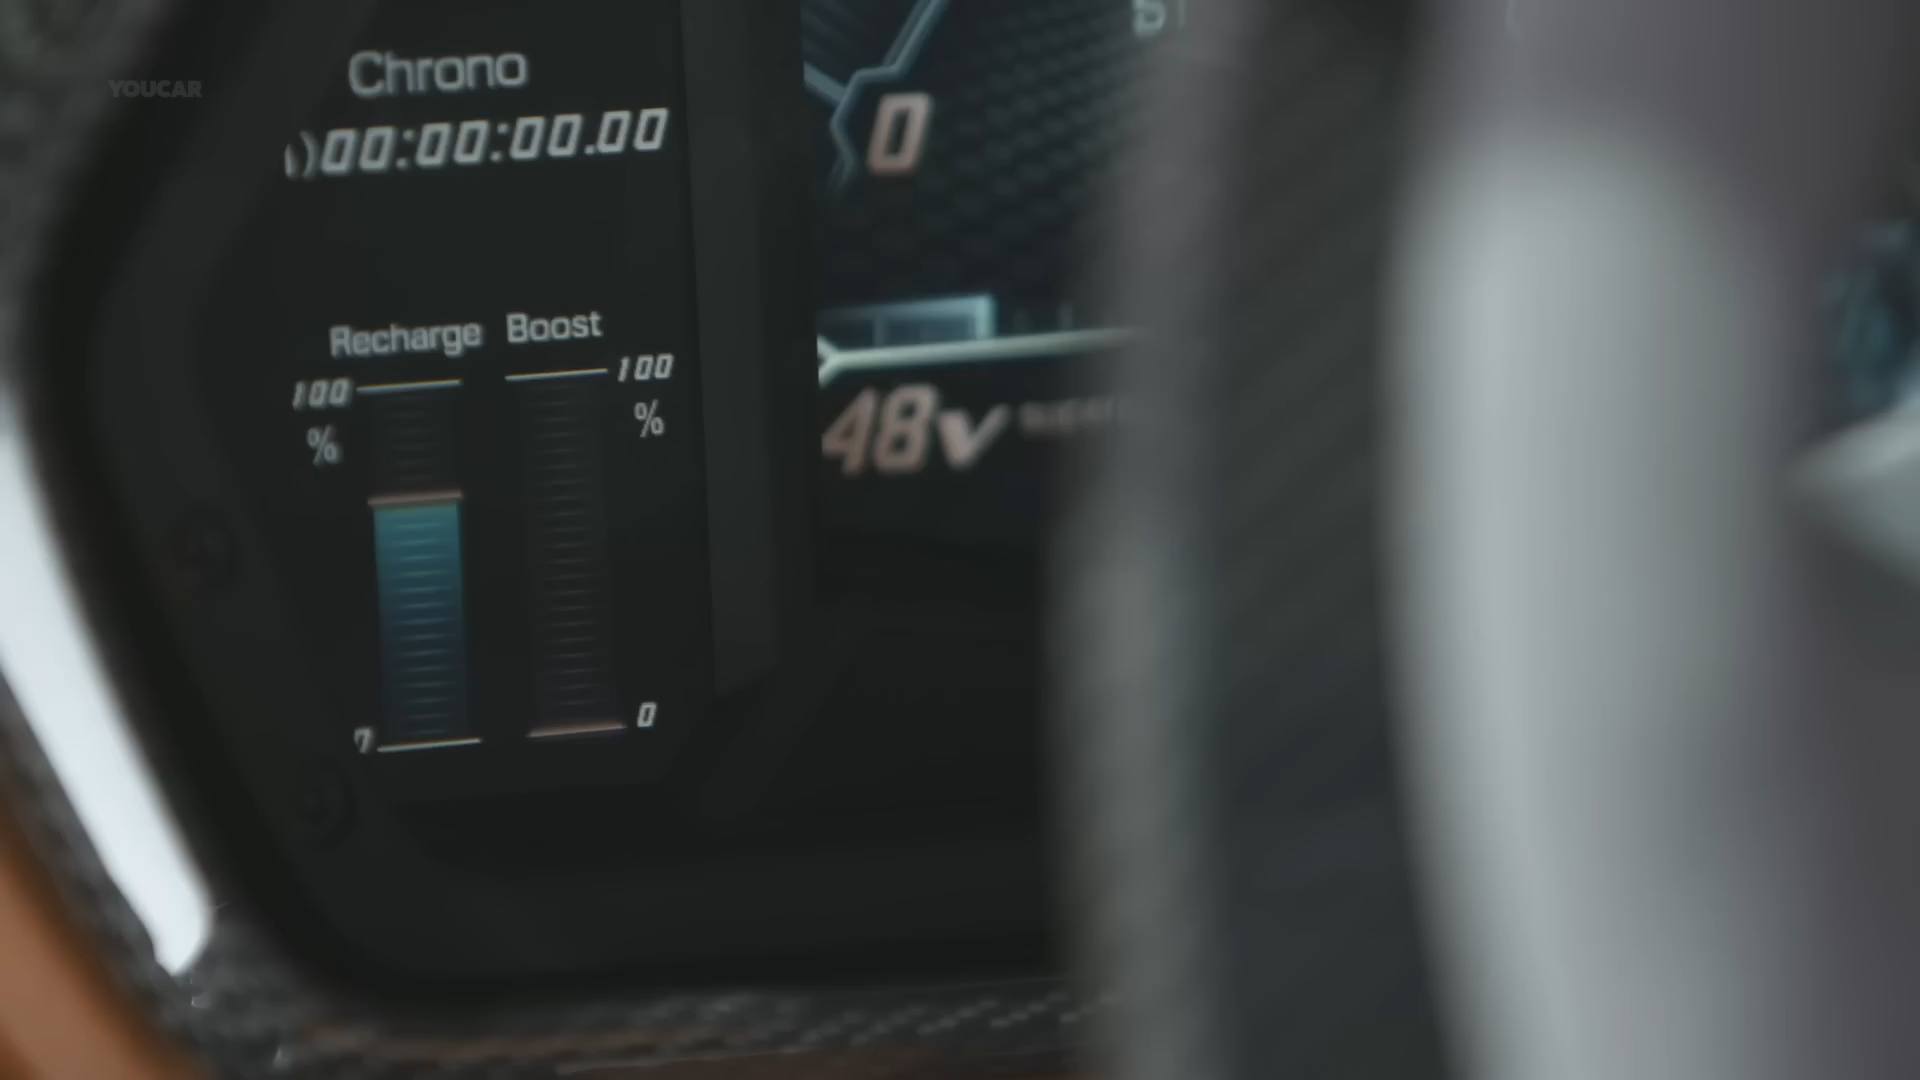 YOUCAR
Chrono
00:00:00.00
0
Recharge Boost
100 100
% %
48V
7 0